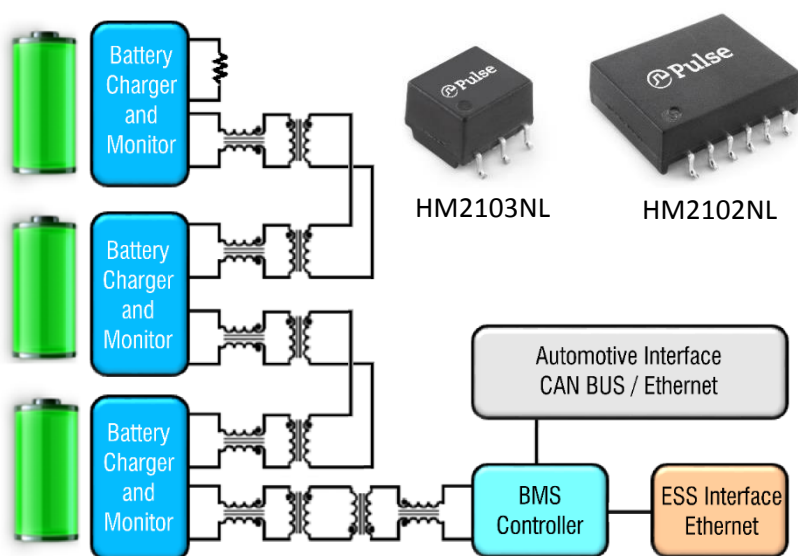 Battery
Charger
and
Monitor
Pulse
Pulse
HM2103NL
HM2102NL
Battery
Charger
and
Monitor
Automotive Interface
CAN BUS / Ethernet
Battery
Charger
and
Monitor
BMS
Controller
ESS Interface
Ethernet